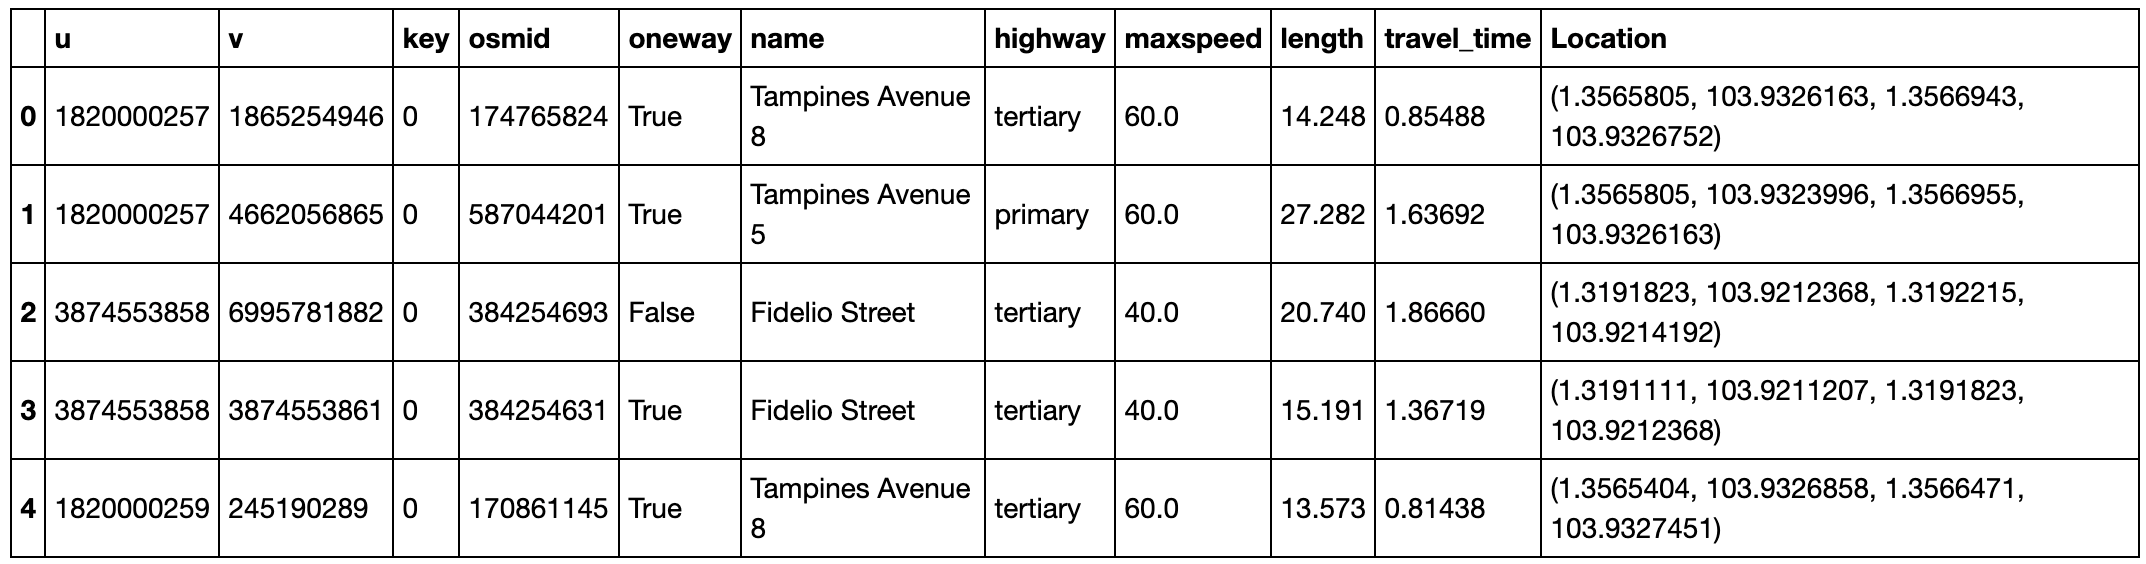 u v key osmid oneway name highway maxspeed length travel_time Location
0 1820000257 1865254946 0 174765824 True Tampines Avenue 8 tertiary 60.0 14.248 0.85488 (1.3565805, 103.9326163, 1.3566943, 103.9326752)
1 1820000257 4662056865 0 587044201 True Tampines Avenue 5 primary 60.0 27.282 1.63692 (1.3565805, 103.9323996, 1.3566955, 103.9326163)
2 3874553858 6995781882 0 384254693 False Fidelio Street tertiary 40.0 20.740 1.86660 (1.3191823, 103.9212368, 1.3192215, 103.9214192)
3 3874553858 3874553861 0 384254631 True Fidelio Street tertiary 40.0 15.191 1.36719 (1.3191111, 103.9211207, 1.3191823, 103.9212368)
4 1820000259 245190289 0 170861145 True Tampines Avenue 8 tertiary 60.0 13.573 0.81438 (1.3565404, 103.9326858, 1.3566471, 103.9327451)